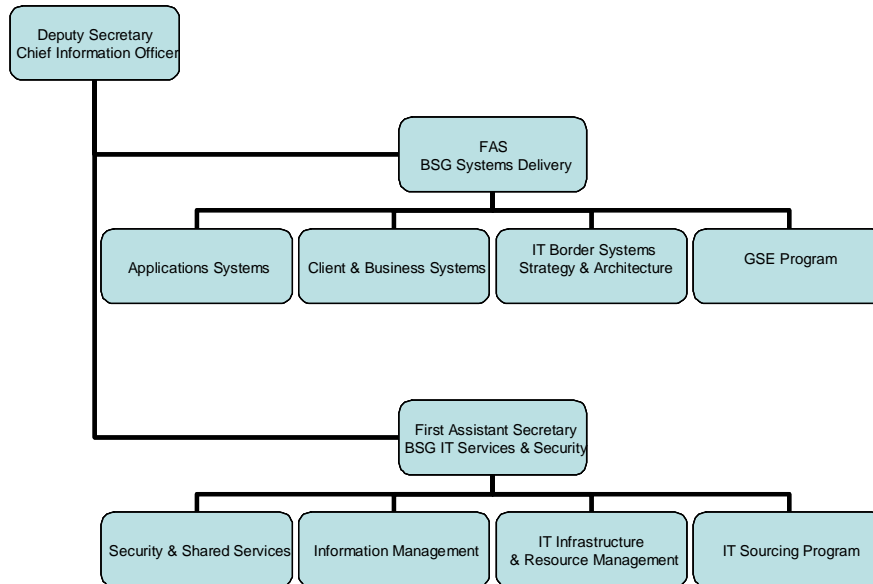 Deputy Secretary
Chief Information Officer
FAS
BSG Systems Delivery
Applications Systems
Client & Business Systems
IT Border Systems
Strategy & Architecture
GSE Program
First Assistant Secretary
BSG IT Services & Security
Security & Shared Services
Information Management
IT Infrastructure
& Resource Management
IT Sourcing Program